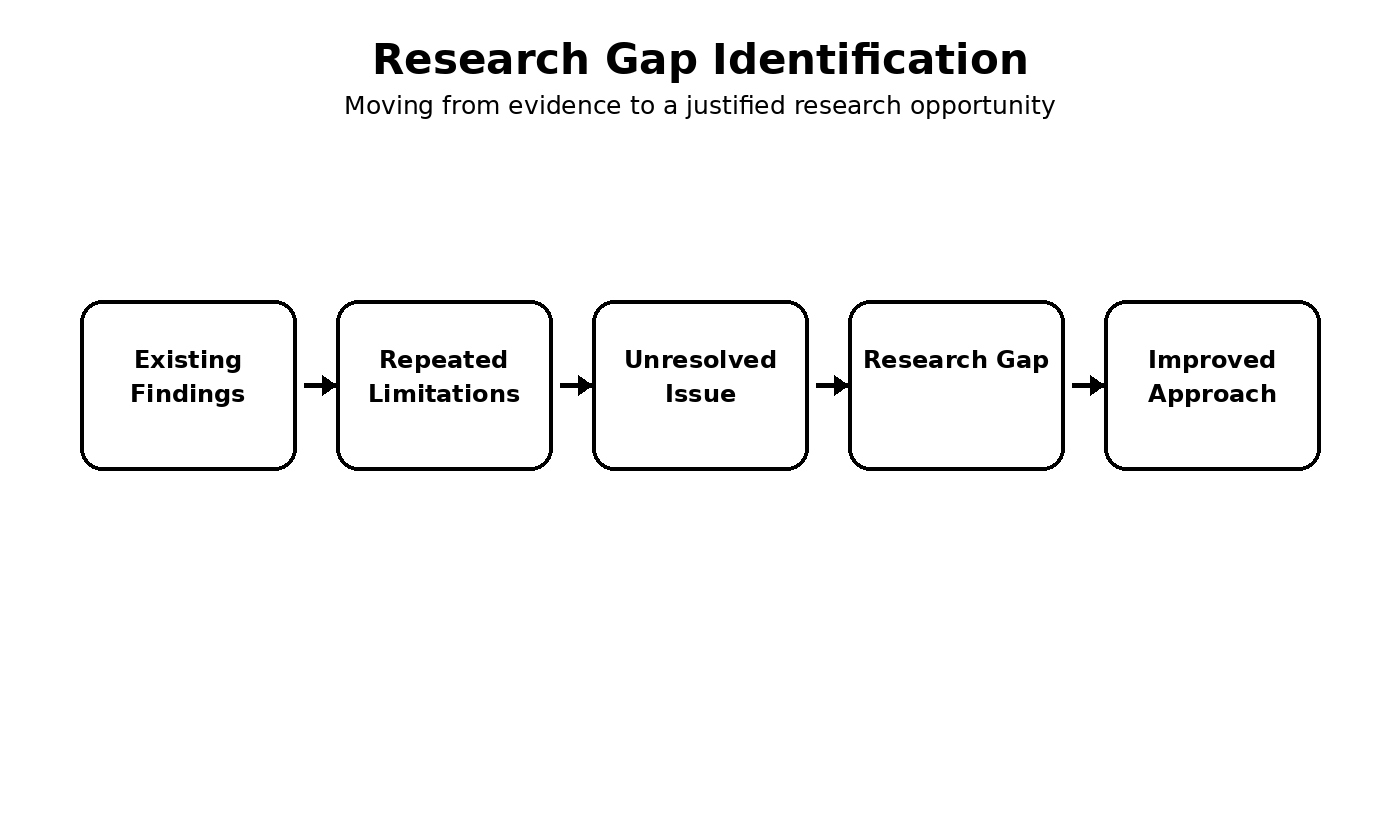 Research Gap Identification
Moving from evidence to a justified research opportunity
Existing
Findings
Repeated
Limitations
Unresolved
Issue
Research Gap
Improved
Approach